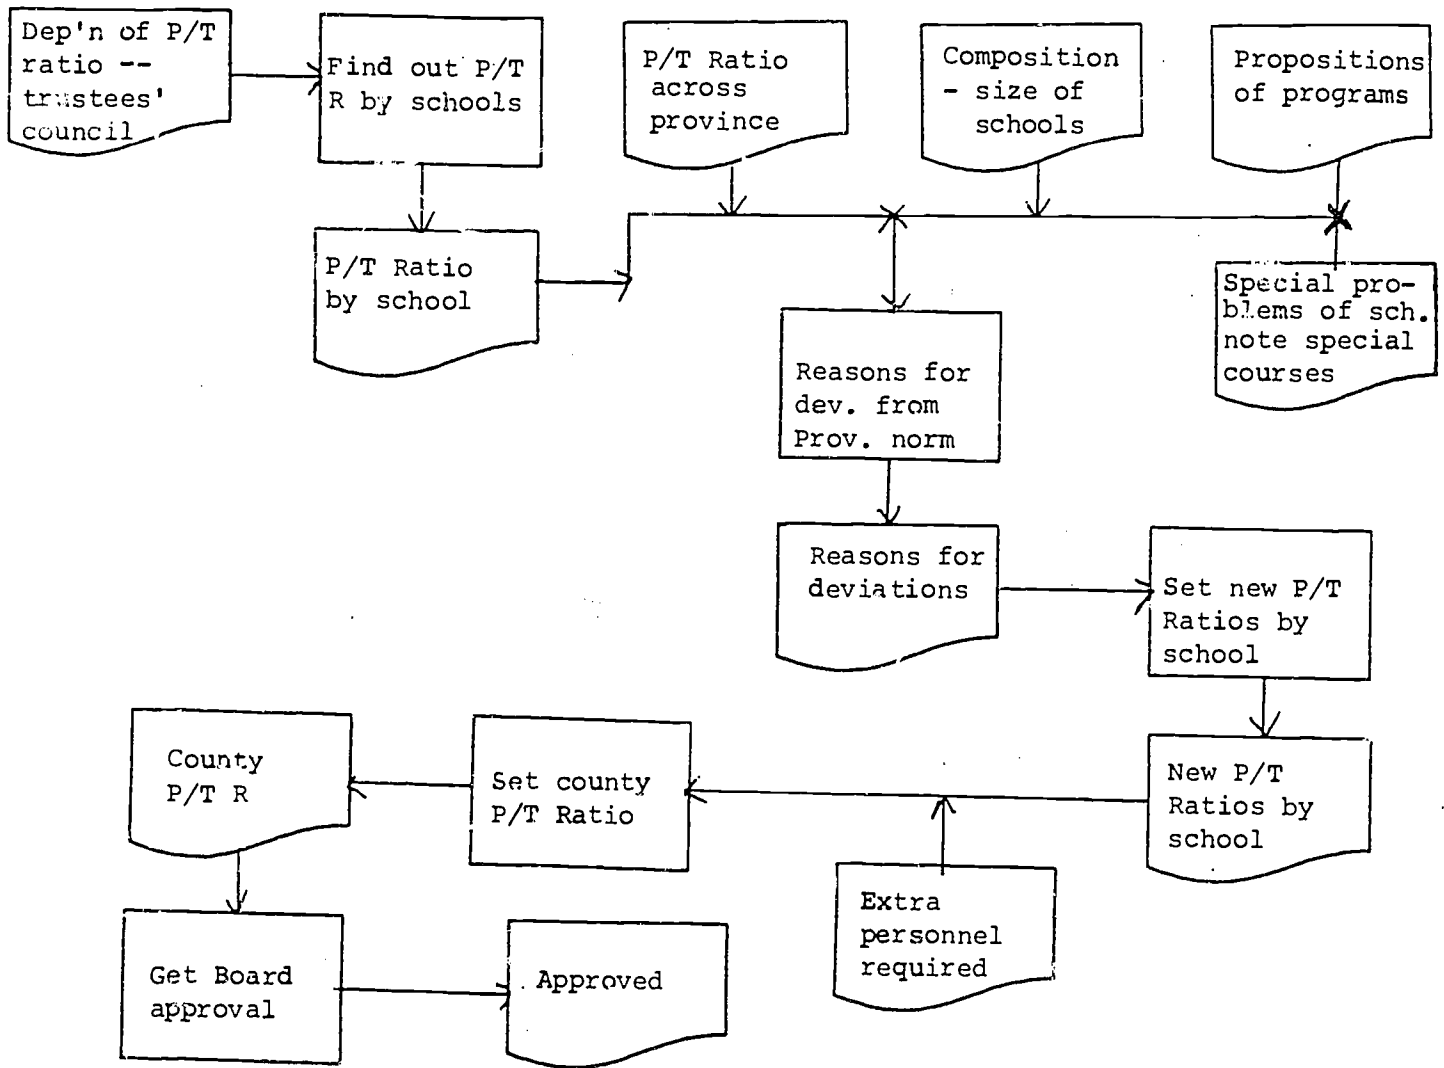 Dep'n of P/T
ratio --
trustees'
council
Find out P/T
R by schools
P/T Ratio
across
province
Composition
- size of
schools
Propositions
of programs
P/T Ratio
by school
Special pro-
blems of sch.
note special
courses
Reasons for
dev. from
Prov. norm
Reasons for
deviations
Set new P/T
Ratios by
school
County
P/T R
Set county
P/T Ratio
New P/T
Ratios by
school
Extra
personnel
required
Get Board
approval
Approved